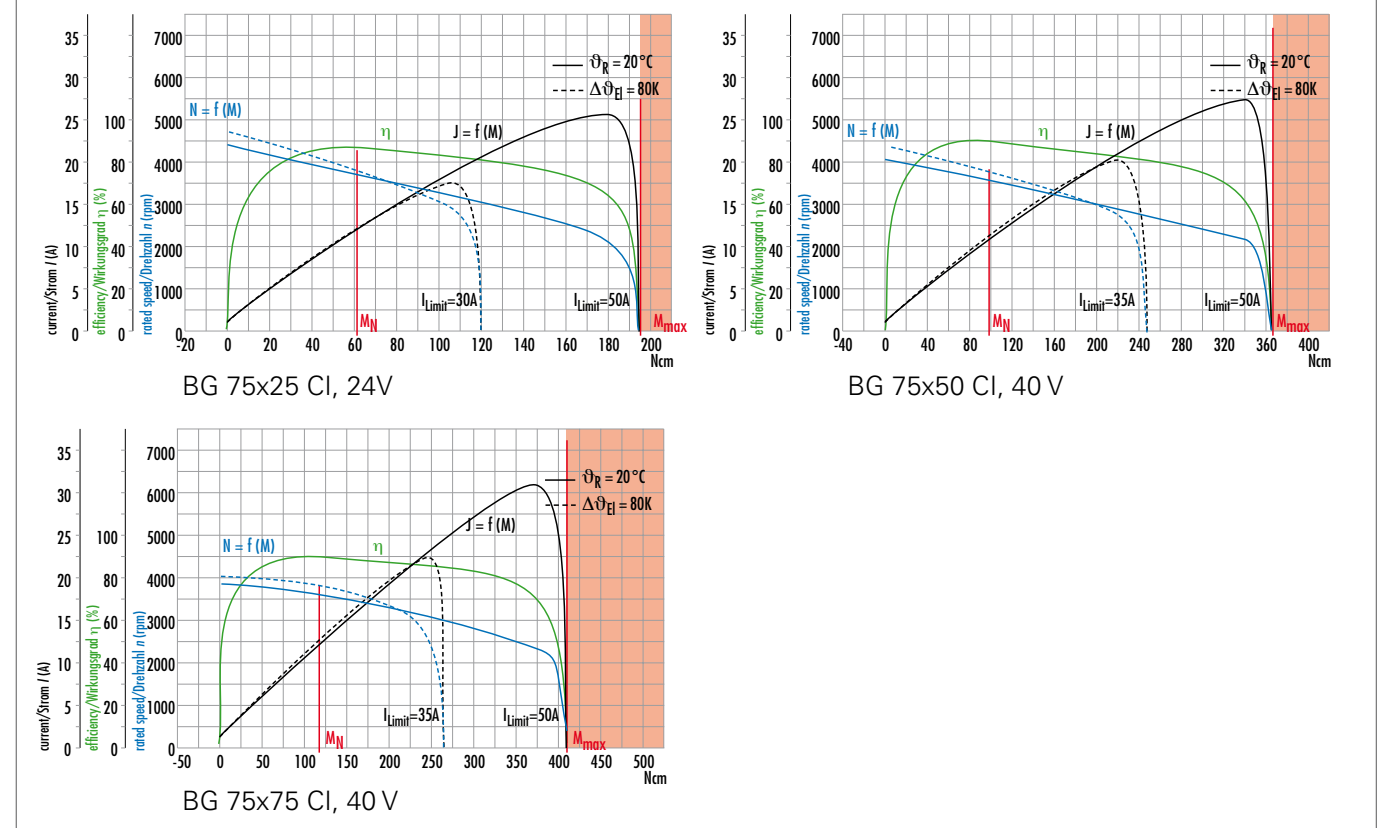 35 30 25 20 15 10 5 0
current/Strom I (A)
100 80 60 40 20 0
efficiency/Wirkungsgrad η (%)
7000 6000 5000 4000 3000 2000 1000 0
rated speed/Drehzahl n (rpm)
ϑR = 20°C
ΔϑEl = 80K
N = f (M)
η
J = f (M)
ILimit=30A
ILimit=50A
MN
Mmax
-20 0 20 40 60 80 100 120 140 160 180 200
Ncm
BG 75x25 CI, 24V
35 30 25 20 15 10 5 0
current/Strom I (A)
100 80 60 40 20 0
efficiency/Wirkungsgrad η (%)
7000 6000 5000 4000 3000 2000 1000 0
rated speed/Drehzahl n (rpm)
ϑR = 20°C
ΔϑEl = 80K
N = f (M)
η
J = f (M)
ILimit=35A
ILimit=50A
MN
Mmax
-40 0 40 80 120 160 200 240 280 320 360 400
Ncm
BG 75x50 CI, 40 V
35 30 25 20 15 10 5 0
current/Strom I (A)
100 80 60 40 20 0
efficiency/Wirkungsgrad η (%)
7000 6000 5000 4000 3000 2000 1000 0
rated speed/Drehzahl n (rpm)
ϑR = 20°C
ΔϑEl = 80K
N = f (M)
η
J = f (M)
ILimit=35A
ILimit=50A
MN
Mmax
-50 0 50 100 150 200 250 300 350 400 450 500
Ncm
BG 75x75 CI, 40 V